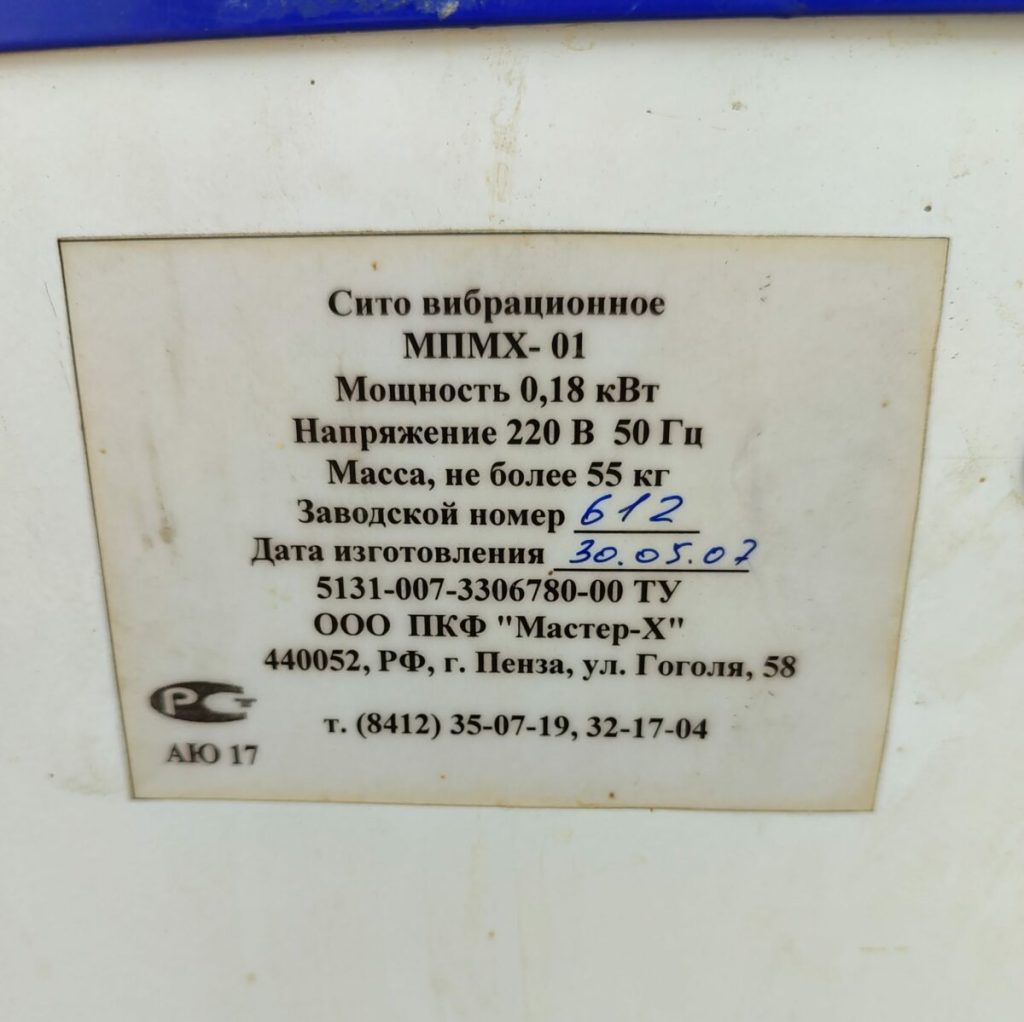 Сито вибрационное
МПМХ- 01
Мощность 0,18 кВт
Напряжение 220 В 50 Гц
Масса, не более 55 кг
Заводской номер 612
Дата изготовления 30.05.07
5131-007-3306780-00 ТУ
ООО ПКФ "Мастер-Х"
440052, РФ, г. Пенза, ул. Гоголя, 58
т. (8412) 35-07-19, 32-17-04
РСТ
АЮ 17